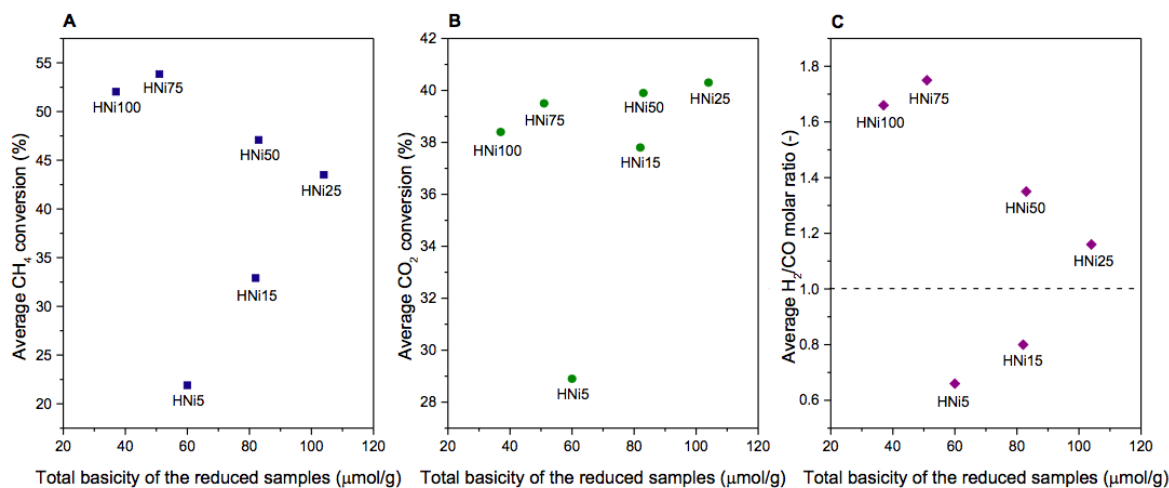 A
Average CH4 conversion (%)
55
50
45
40
35
30
25
20
HNi100
HNi75
HNi50
HNi25
HNi15
HNi5
20 40 60 80 100 120
Total basicity of the reduced samples (μmol/g)
B
Average CO2 conversion (%)
42
40
38
36
34
32
30
28
HNi100
HNi75
HNi50
HNi25
HNi15
HNi5
20 40 60 80 100 120
Total basicity of the reduced samples (μmol/g)
C
Average H2/CO molar ratio (-)
1.8
1.6
1.4
1.2
1.0
0.8
0.6
HNi75
HNi100
HNi50
HNi25
HNi15
HNi5
20 40 60 80 100 120
Total basicity of the reduced samples (μmol/g)